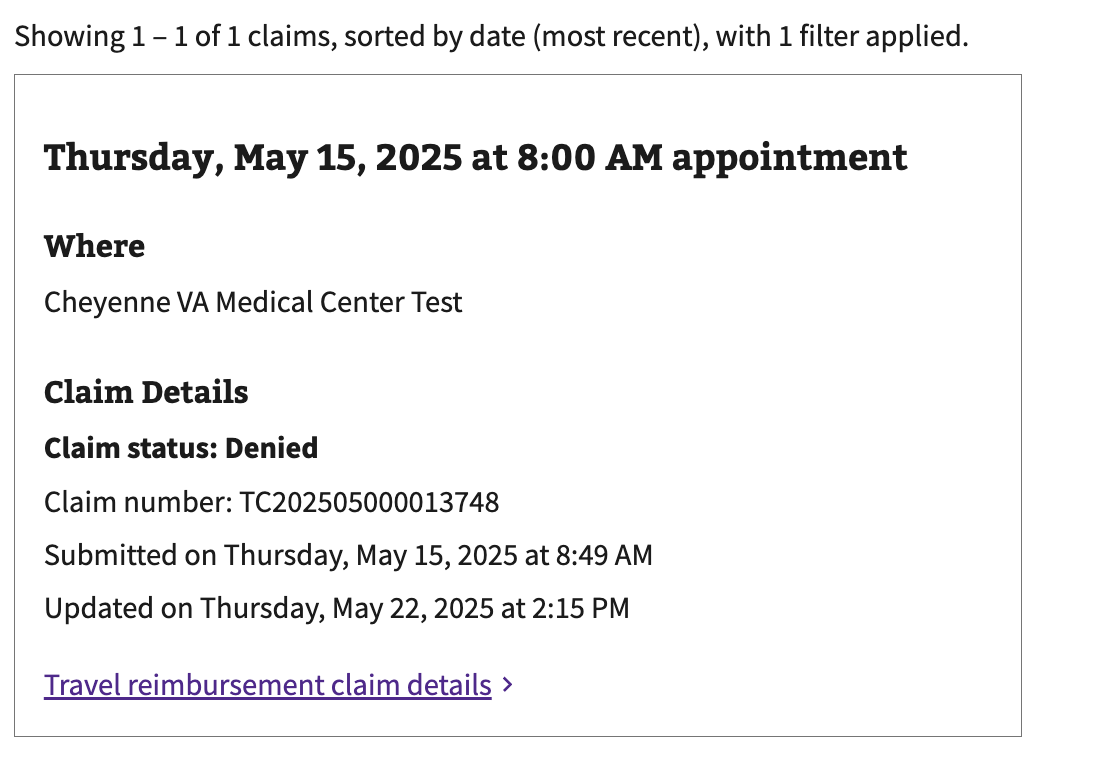 Showing 1 – 1 of 1 claims, sorted by date (most recent), with 1 filter applied.
Thursday, May 15, 2025 at 8:00 AM appointment
Where
Cheyenne VA Medical Center Test
Claim Details
Claim status: Denied
Claim number: TC202505000013748
Submitted on Thursday, May 15, 2025 at 8:49 AM
Updated on Thursday, May 22, 2025 at 2:15 PM
Travel reimbursement claim details